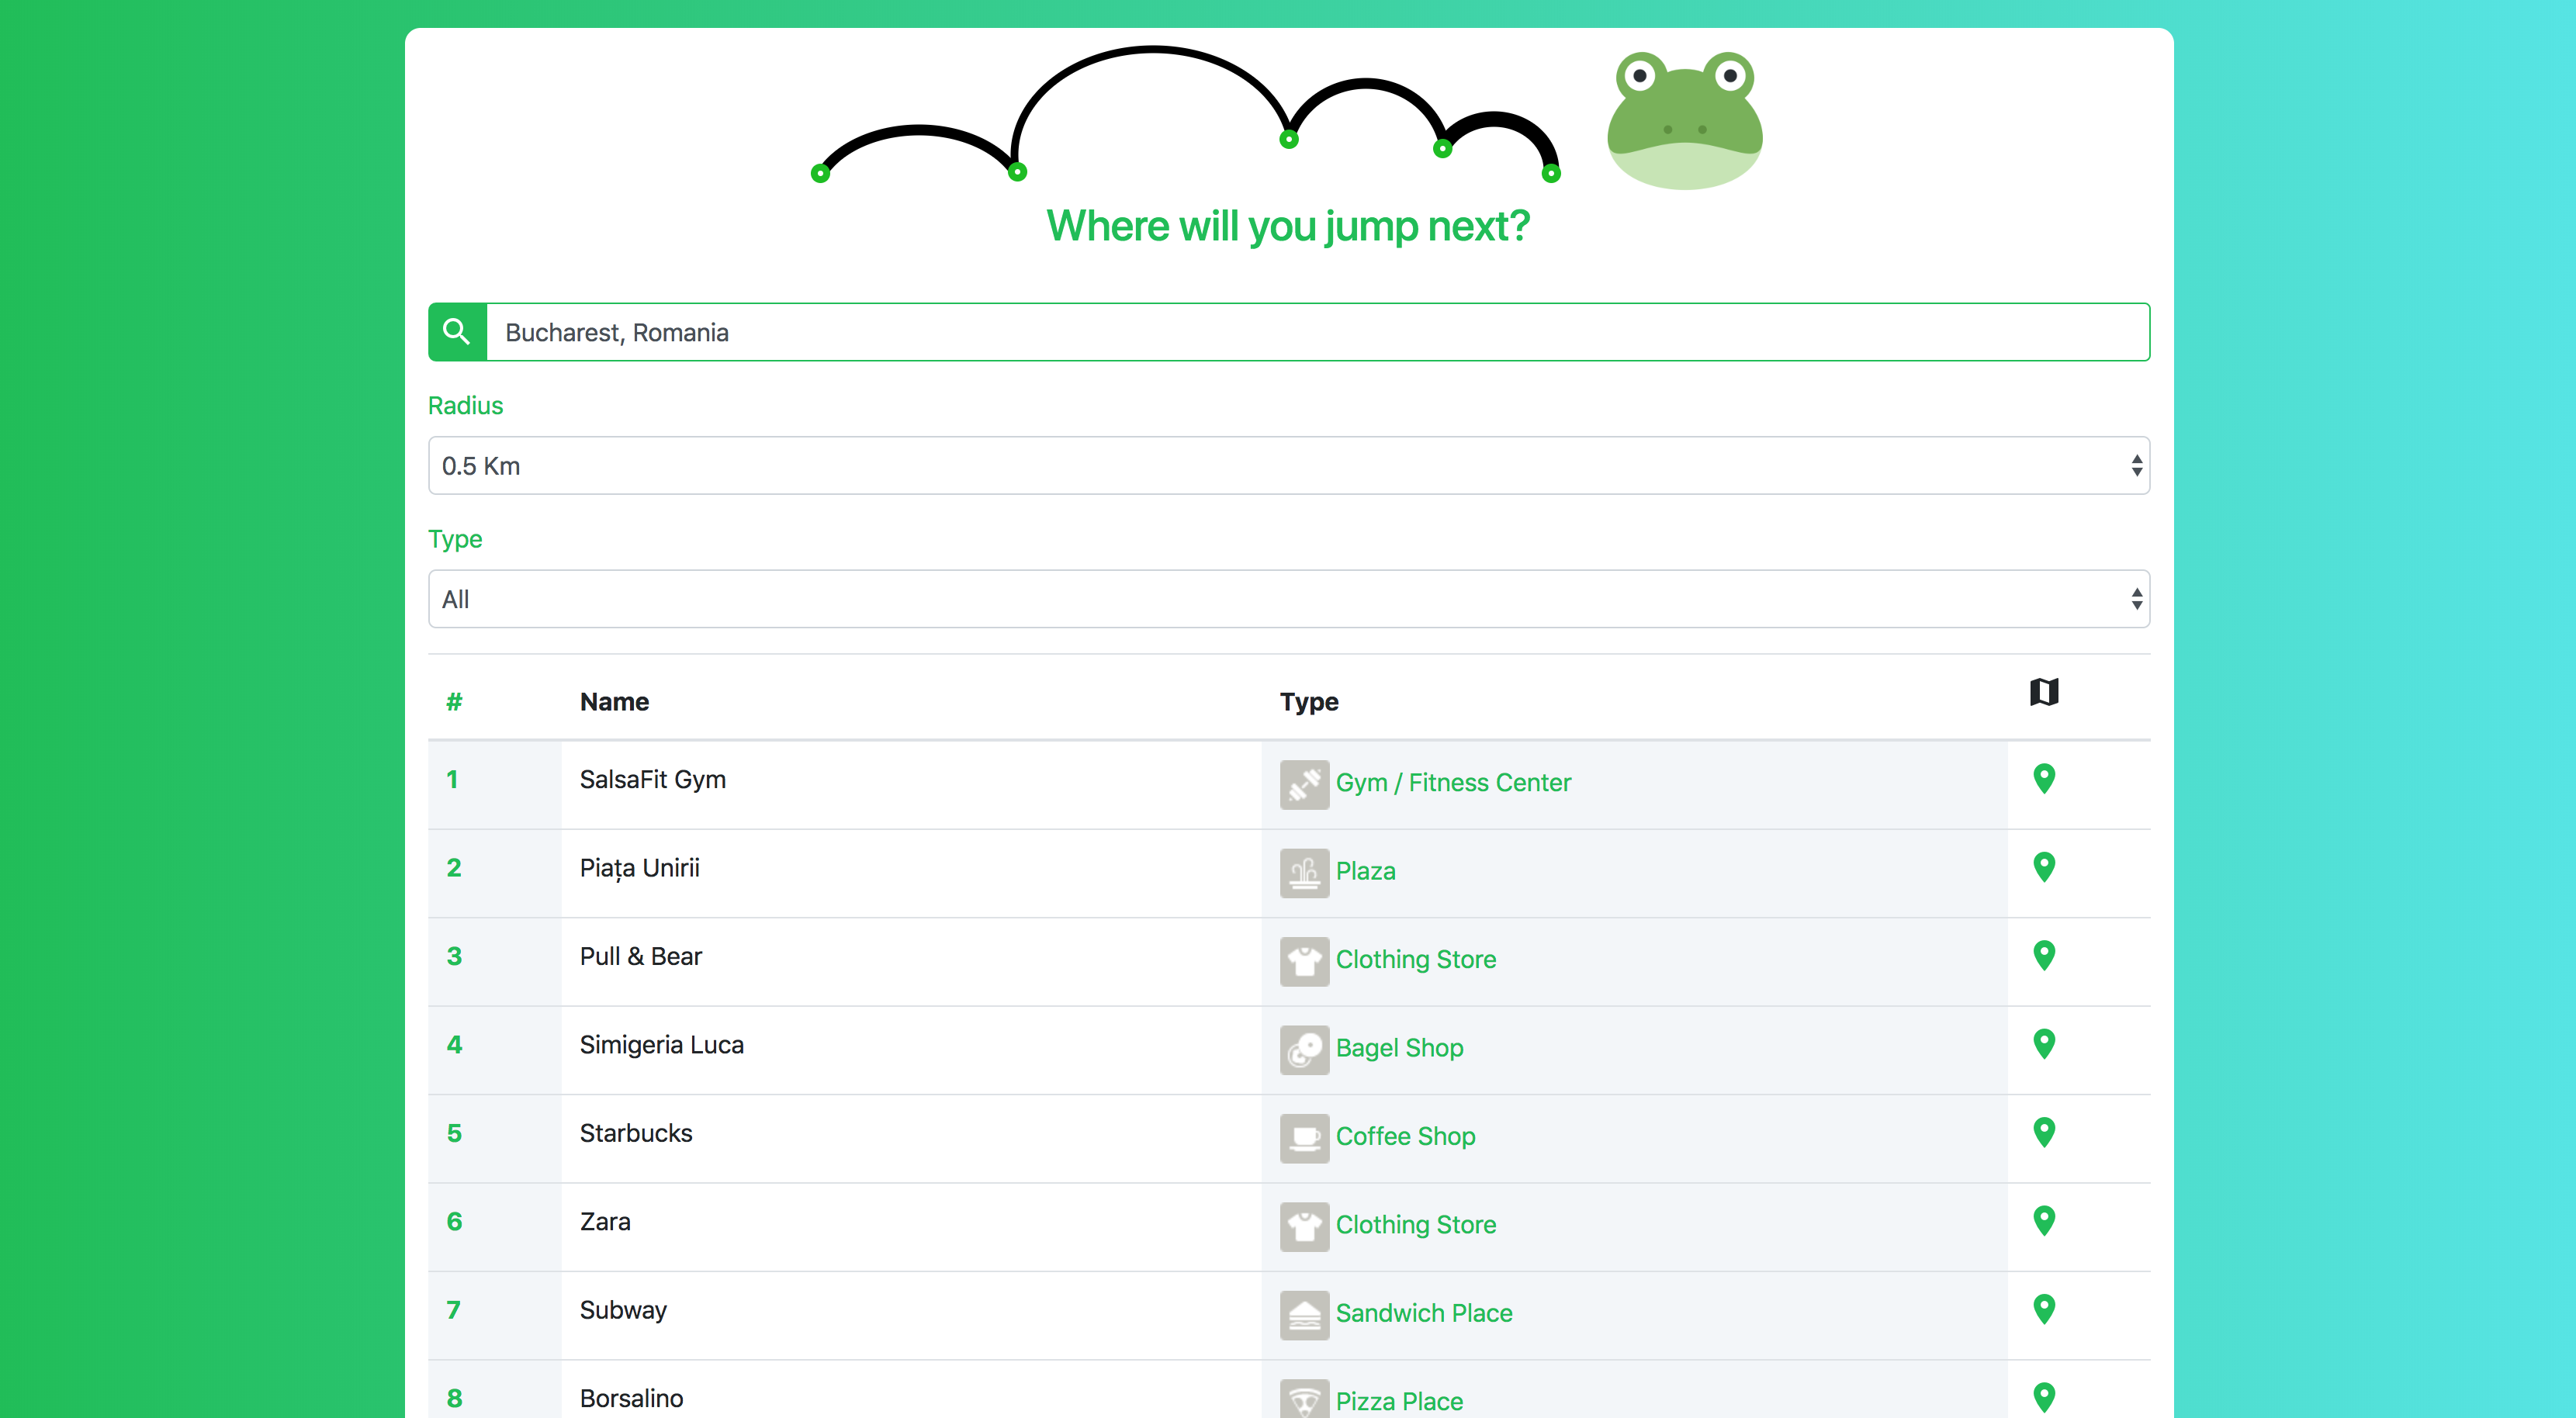 Where will you jump next?
Bucharest, Romania
Radius
0.5 Km
Type
All
# Name Type
1 SalsaFit Gym Gym / Fitness Center
2 Piața Unirii Plaza
3 Pull & Bear Clothing Store
4 Simigeria Luca Bagel Shop
5 Starbucks Coffee Shop
6 Zara Clothing Store
7 Subway Sandwich Place
8 Borsalino Pizza Place